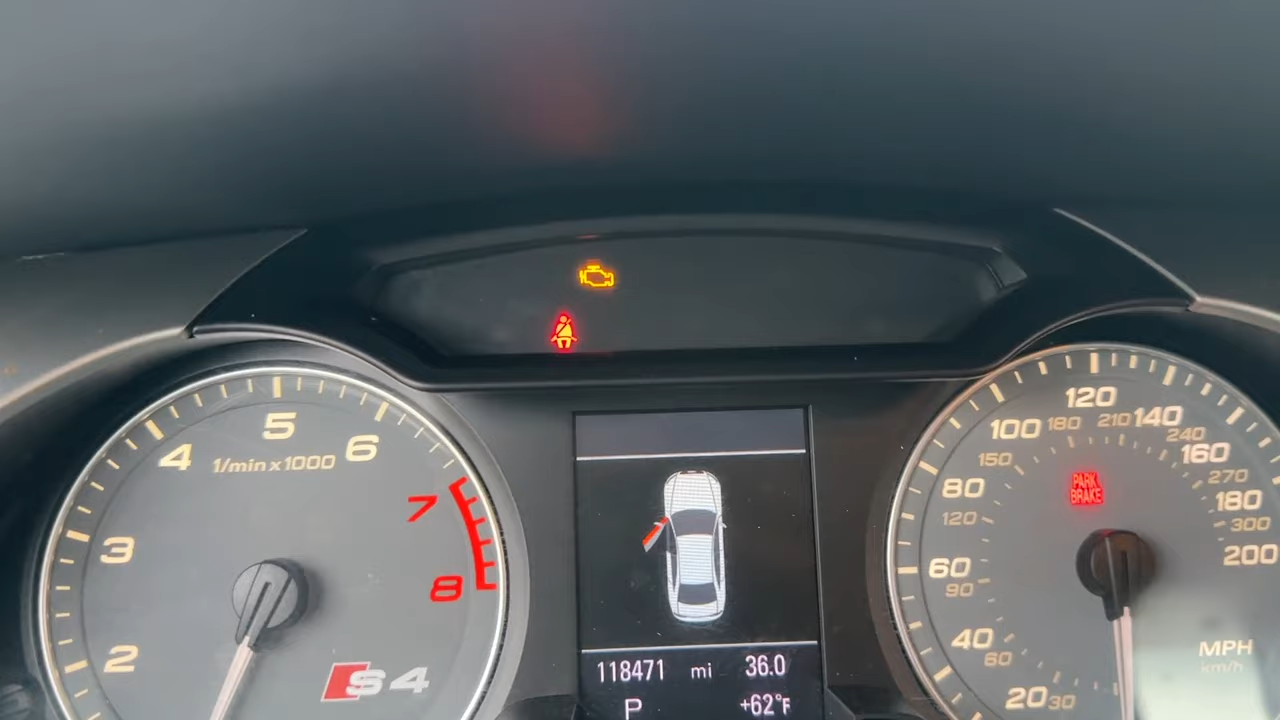 5
4
6
1/min x 1000
7
3
8
2
S4
118471 mi 36.0
P +62°F
120
100 180 210 140
240
150 160
270
80 PARK
BRAKE 180
120 300
60 200
90
40
60 MPH
km/h
20 30